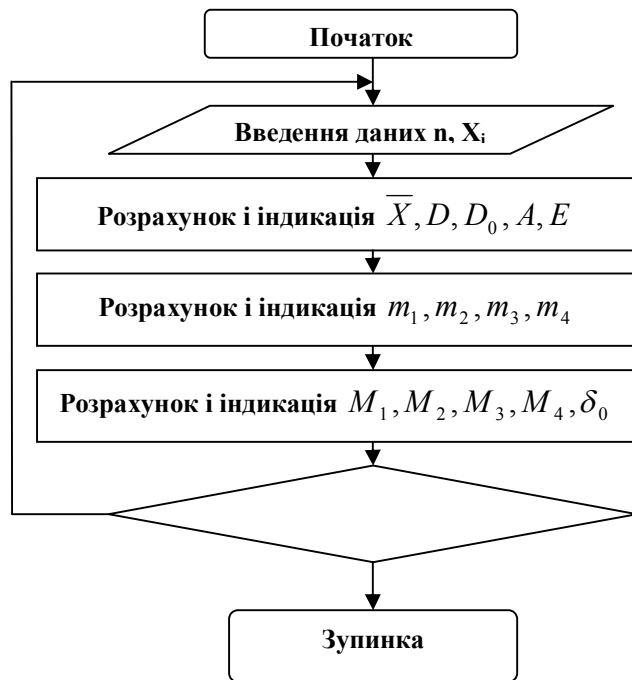 Початок
Введення даних n, Xᵢ
Розрахунок і індикація X̅, D, D₀, A, E
Розрахунок і індикація m₁, m₂, m₃, m₄
Розрахунок і індикація M₁, M₂, M₃, M₄, δ₀
Зупинка